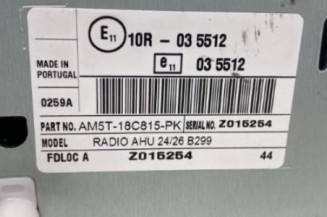 E11 10R - 03 5512
e11 03 5512
MADE IN
PORTUGAL
0259A
PART NO. AM5T-18C815-PK SERIAL NO. Z015254
MODEL RADIO AHU 24/26 B299
FDL0C A Z015254 44